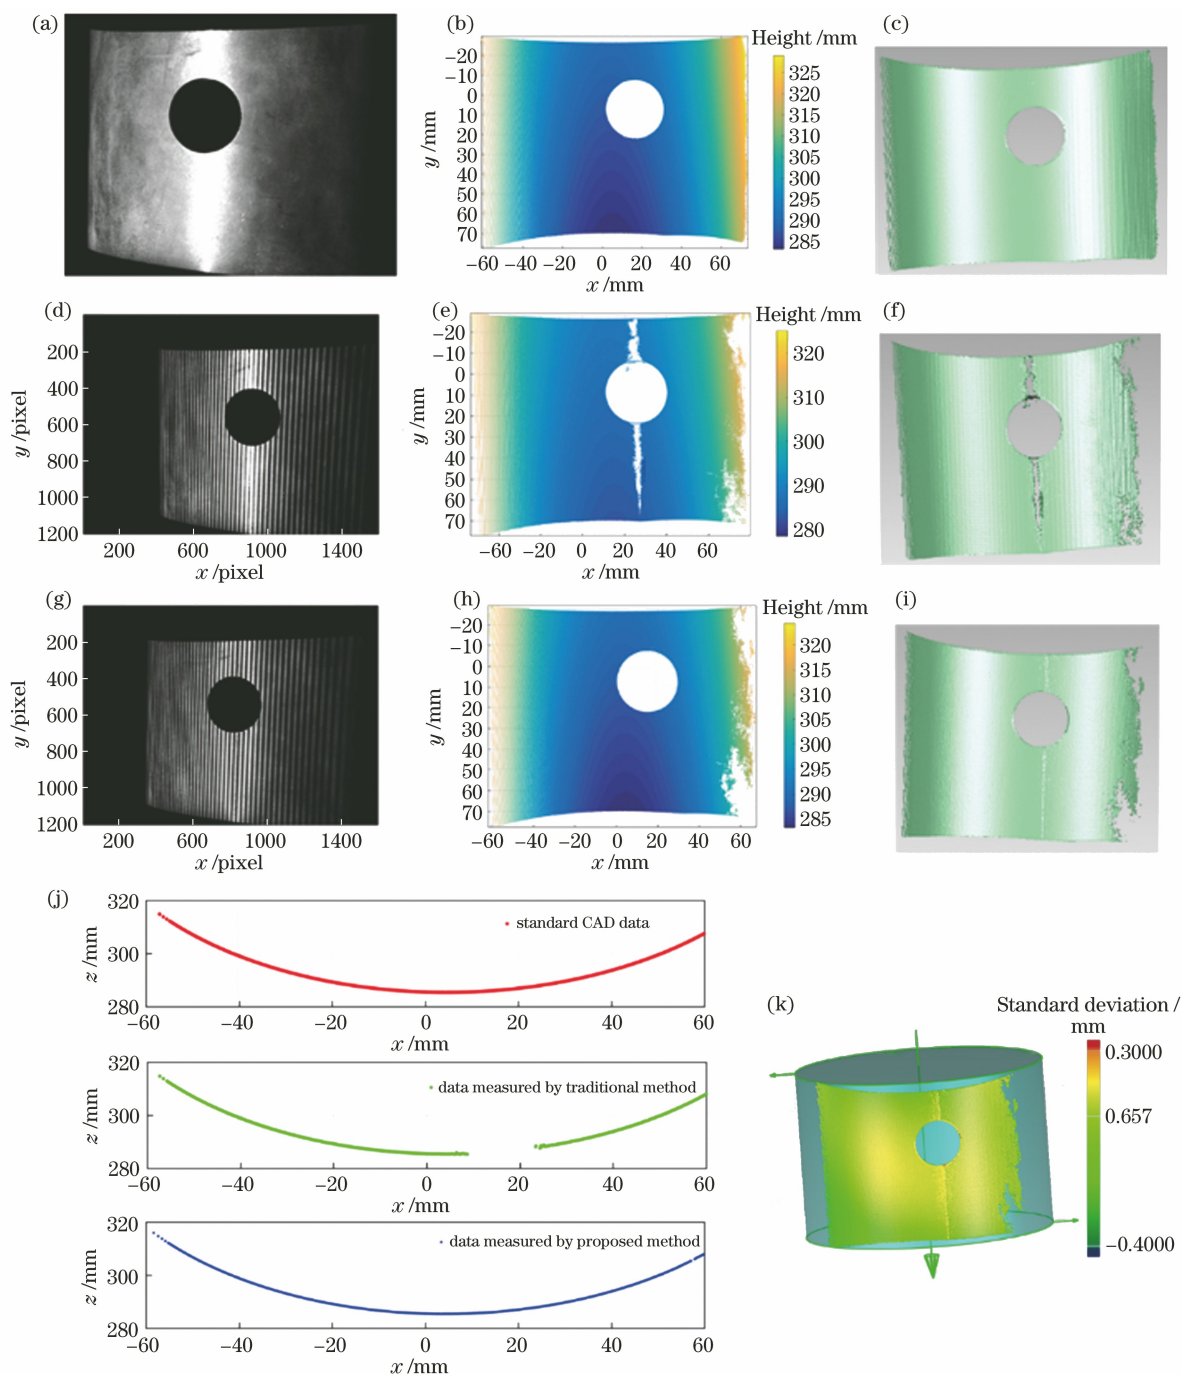 (a)
(b)
Height /mm
−20
−10
0
10
20
30
40
50
60
70
y /mm
−60 −40 −20 0 20 40 60
x /mm
325
320
315
310
305
300
295
290
285
(c)
(d)
200
400
600
800
1000
1200
y /pixel
200 600 1000 1400
x /pixel
(e)
Height /mm
−20
−10
0
10
20
30
40
50
60
70
y /mm
−60 −40 −20 0 20 40 60
x /mm
320
310
300
290
280
(f)
(g)
200
400
600
800
1000
1200
y /pixel
200 600 1000 1400
x /pixel
(h)
Height /mm
−20
−10
0
10
20
30
40
50
60
70
y /mm
−60 −40 −20 0 20 40 60
x /mm
320
315
310
305
300
295
290
285
(i)
(j)
320
300
280
z /mm
standard CAD data
−60 −40 −20 0 20 40 60
x /mm
320
300
280
z /mm
data measured by traditional method
−60 −40 −20 0 20 40 60
x /mm
320
300
280
z /mm
data measured by proposed method
−60 −40 −20 0 20 40 60
x /mm
(k)
Standard deviation /
mm
0.3000
0.657
−0.4000